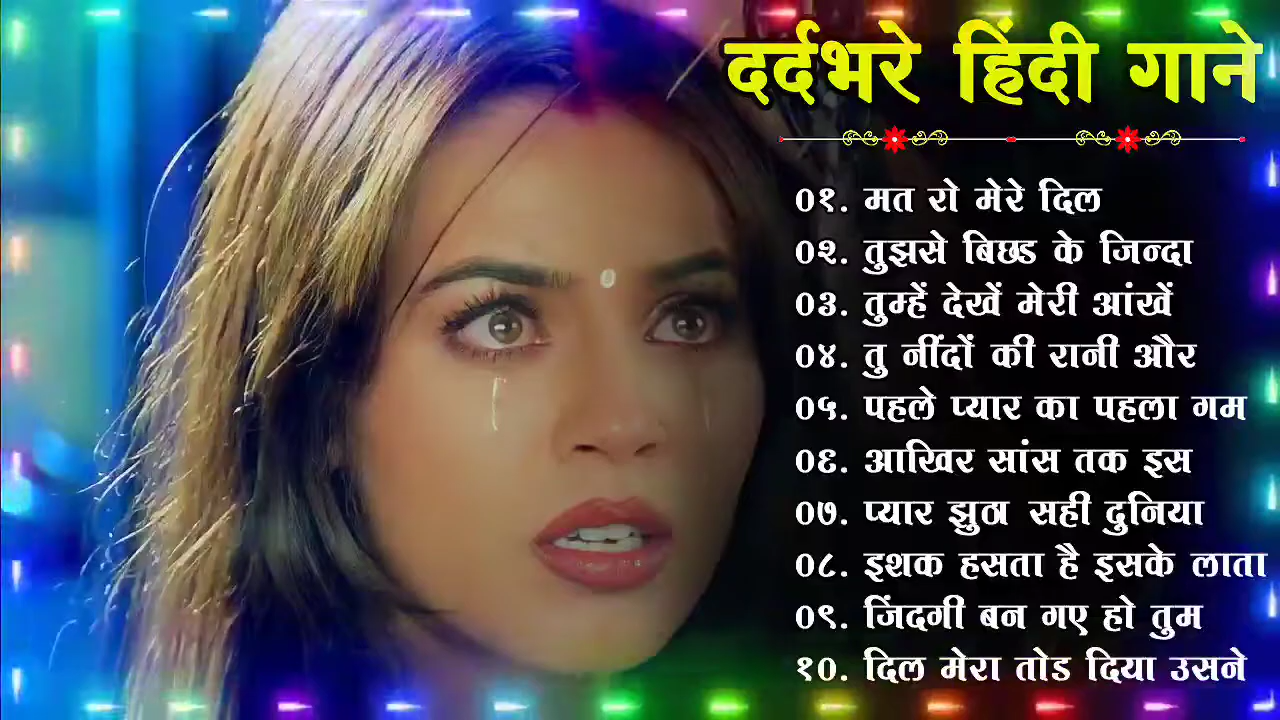 दर्दभरे हिंदी गाने
०१. मत रो मेरे दिल
०२. तुझसे बिछड के जिन्दा
०३. तुम्हें देखें मेरी आंखें
०४. तु नींदों की रानी और
०५. पहले प्यार का पहला गम
०६. आखिर सांस तक इस
०७. प्यार झुठा सही दुनिया
०८. इशक हसता है इसके लाता
०९. जिंदगी बन गए हो तुम
१०. दिल मेरा तोड दिया उसने